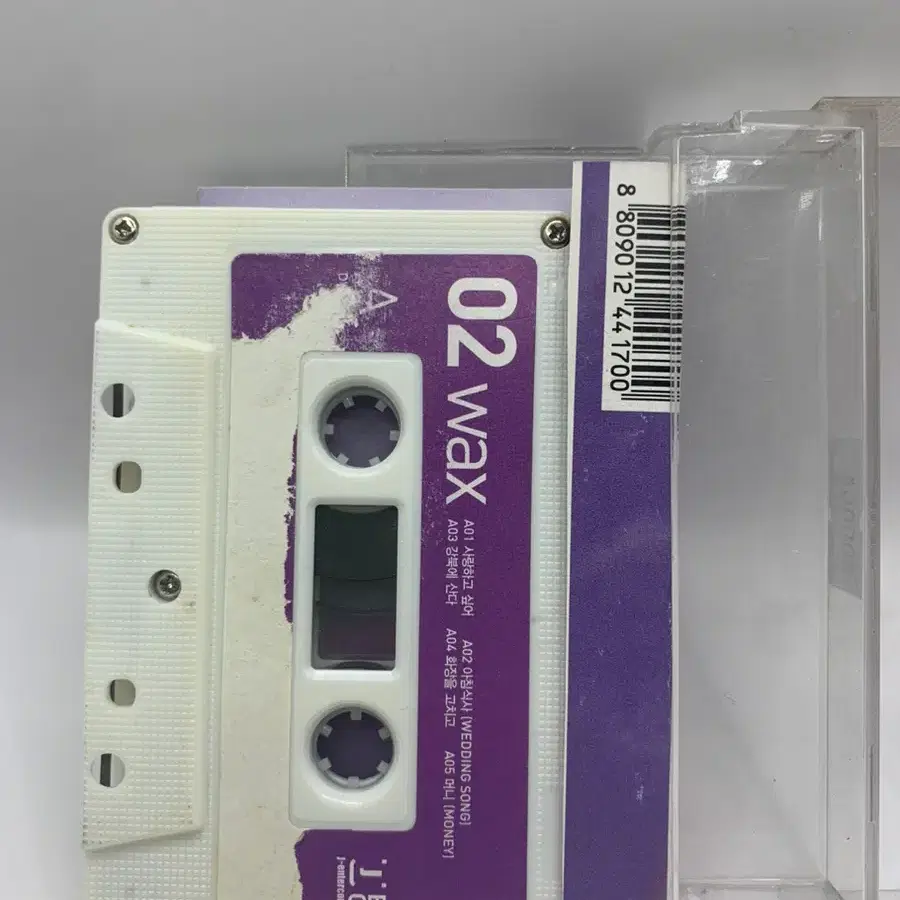 8 809012 441700
02 wax
A01 사랑하고 싶어 A02 아침식사 (WEDDING SONG)
A03 강북에 산다 A04 화장을 고치고 A05 머니 (MONEY)
A